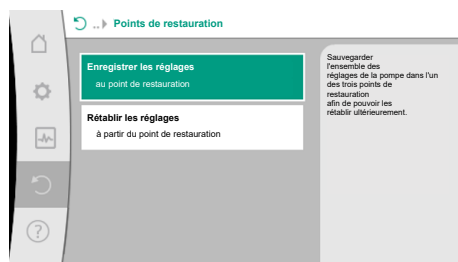 ..▸ Points de restauration
Enregistrer les réglages
au point de restauration
Rétablir les réglages
à partir du point de restauration
Sauvegarder
l'ensemble des
réglages de la pompe dans l'un
des trois points de
restauration
afin de pouvoir les
rétablir ultérieurement.
?